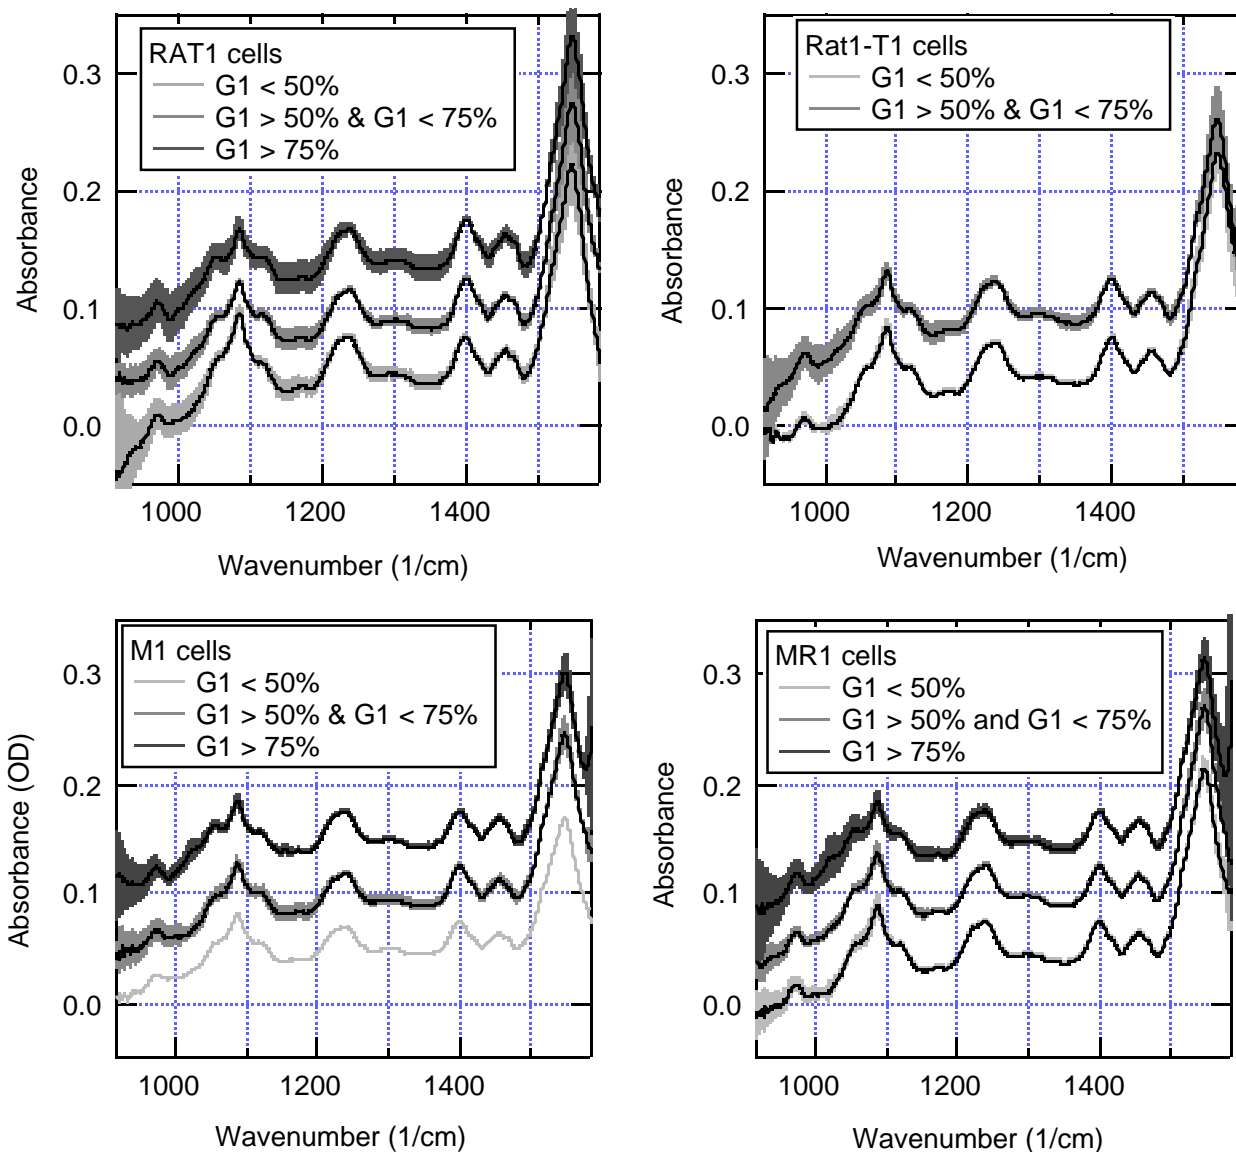 RAT1 cells
G1 < 50%
G1 > 50% & G1 < 75%
G1 > 75%
0.3
0.2
0.1
0.0
Absorbance
1000
1200
1400
Wavenumber (1/cm)
Rat1-T1 cells
G1 < 50%
G1 > 50% & G1 < 75%
0.3
0.2
0.1
0.0
Absorbance
1000
1200
1400
Wavenumber (1/cm)
M1 cells
G1 < 50%
G1 > 50% & G1 < 75%
G1 > 75%
0.3
0.2
0.1
0.0
Absorbance (OD)
1000
1200
1400
Wavenumber (1/cm)
MR1 cells
G1 < 50%
G1 > 50% and G1 < 75%
G1 > 75%
0.3
0.2
0.1
0.0
Absorbance
1000
1200
1400
Wavenumber (1/cm)